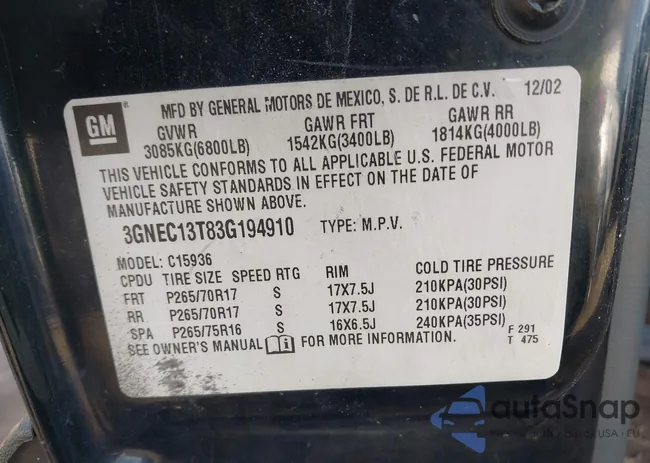 GM
MFD BY GENERAL MOTORS DE MEXICO, S. DE R.L. DE C.V. 12/02
GVWR GAWR FRT GAWR RR
3085KG(6800LB) 1542KG(3400LB) 1814KG(4000LB)
THIS VEHICLE CONFORMS TO ALL APPLICABLE U.S. FEDERAL MOTOR
VEHICLE SAFETY STANDARDS IN EFFECT ON THE DATE OF
MANUFACTURE SHOWN ABOVE.
3GNEC13T83G194910 TYPE: M.P.V.
MODEL: C15936
CPDU TIRE SIZE SPEED RTG RIM COLD TIRE PRESSURE
FRT P265/70R17 S 17X7.5J 210KPA(30PSI)
RR P265/70R17 S 17X7.5J 210KPA(30PSI)
SPA P265/75R16 S 16X6.5J 240KPA(35PSI)
SEE OWNER'S MANUAL FOR MORE INFORMATION.
F 291
T 475
autoSnap
USA • EU